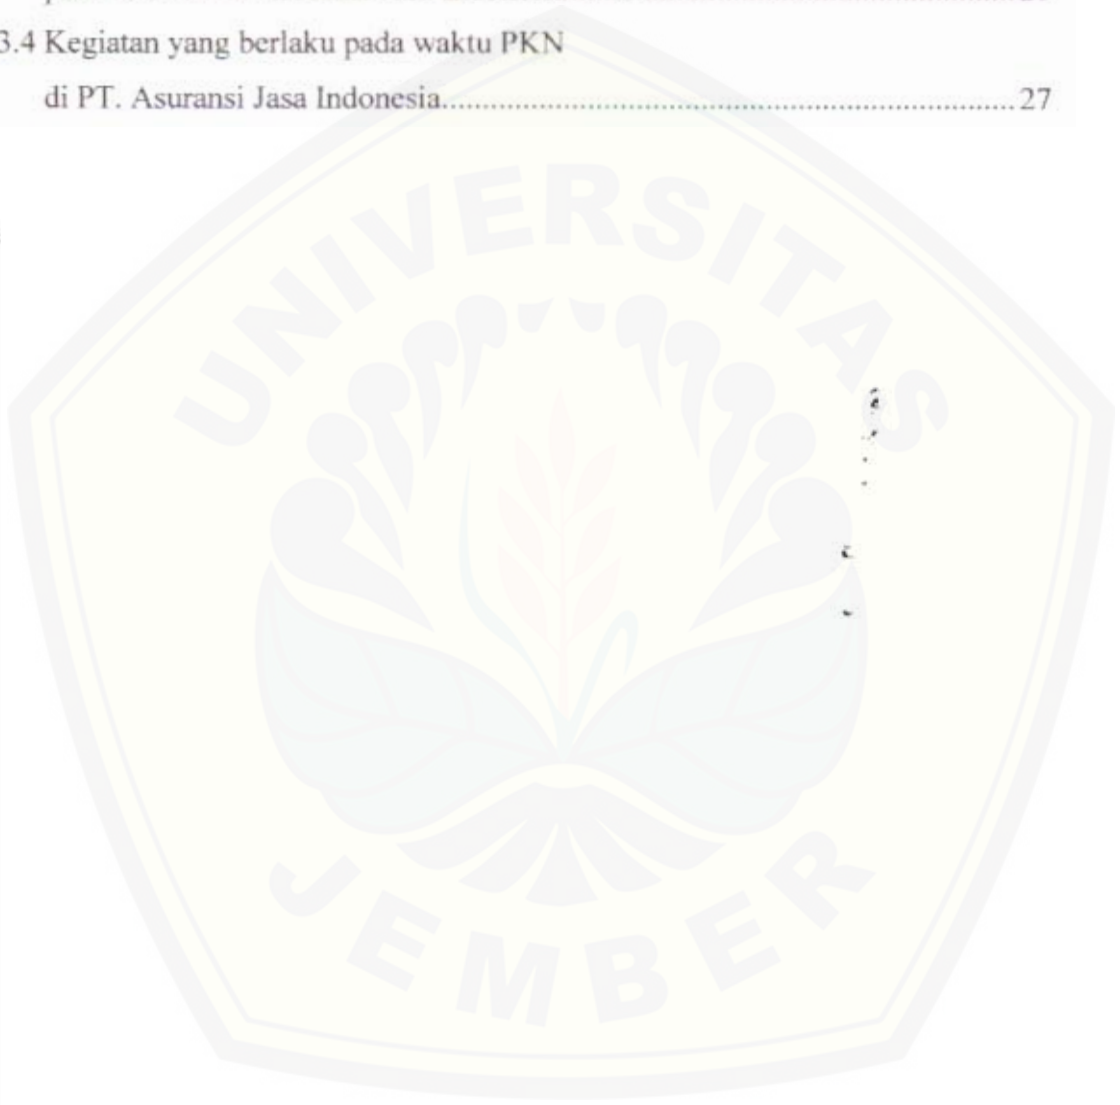 3.4 Kegiatan yang berlaku pada waktu PKN
di PT. Asuransi Jasa Indonesia.......................................................................27
UNIVERSITAS
JEMBER